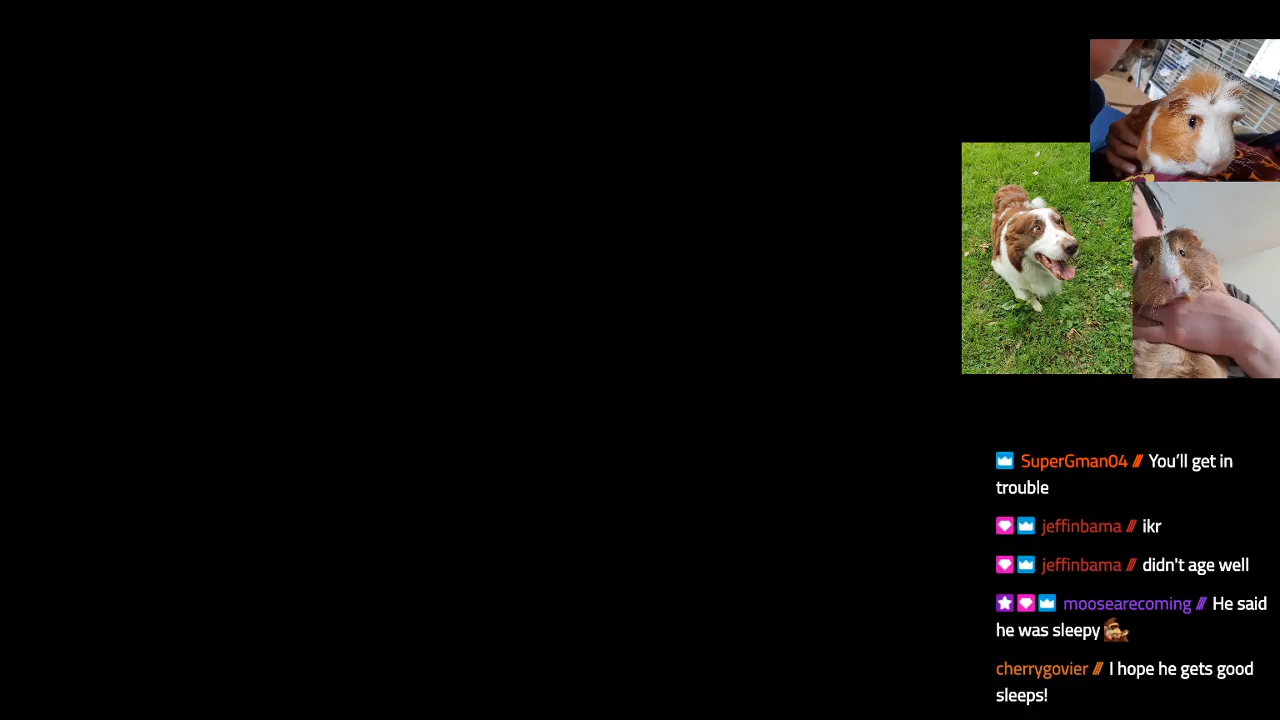 SuperGman04 /// You’ll get in
trouble
jeffinbama /// ikr
jeffinbama /// didn't age well
moosearecoming /// He said
he was sleepy
cherrygovier /// I hope he gets good
sleeps!